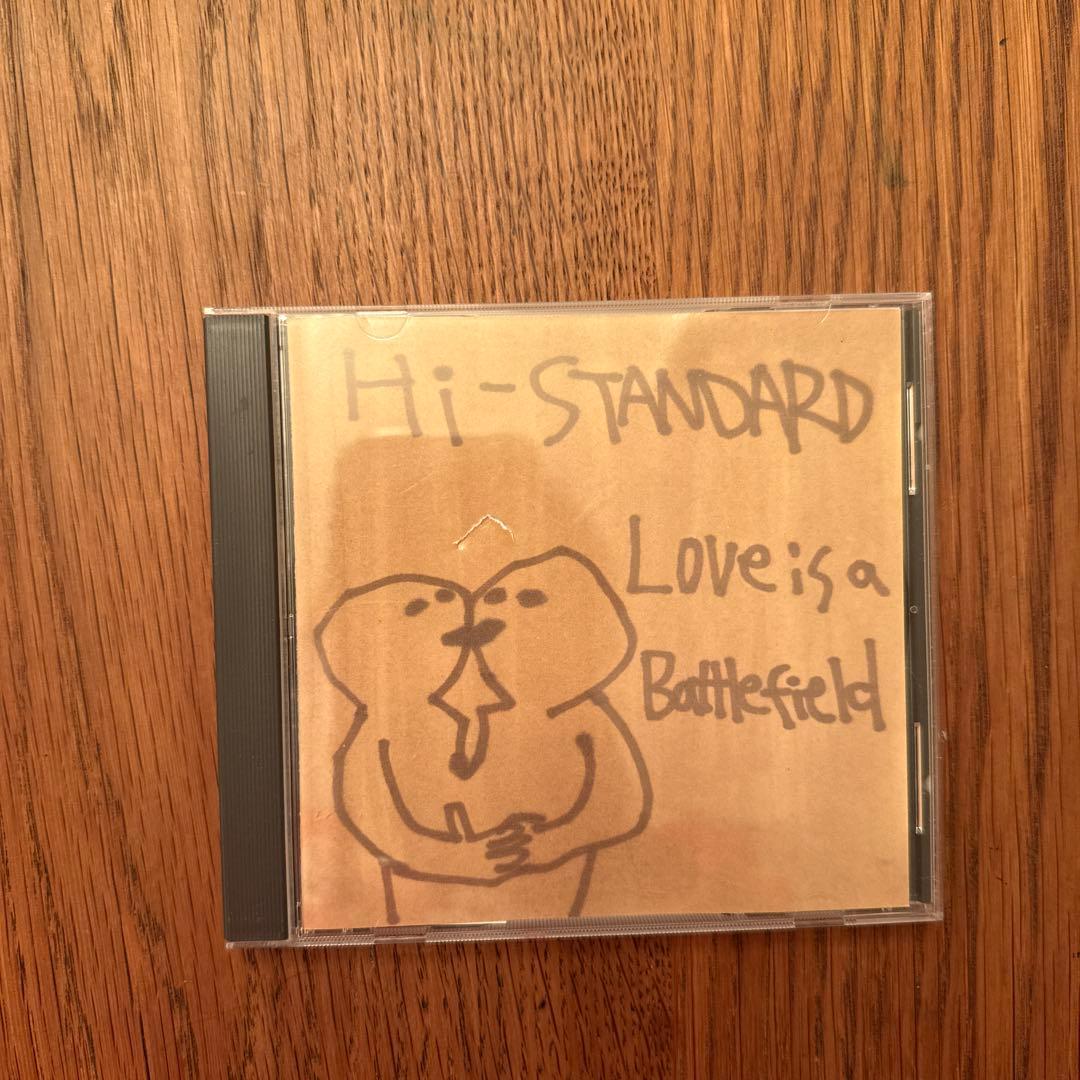 Hi-STANDARD
Love is a
Battlefield